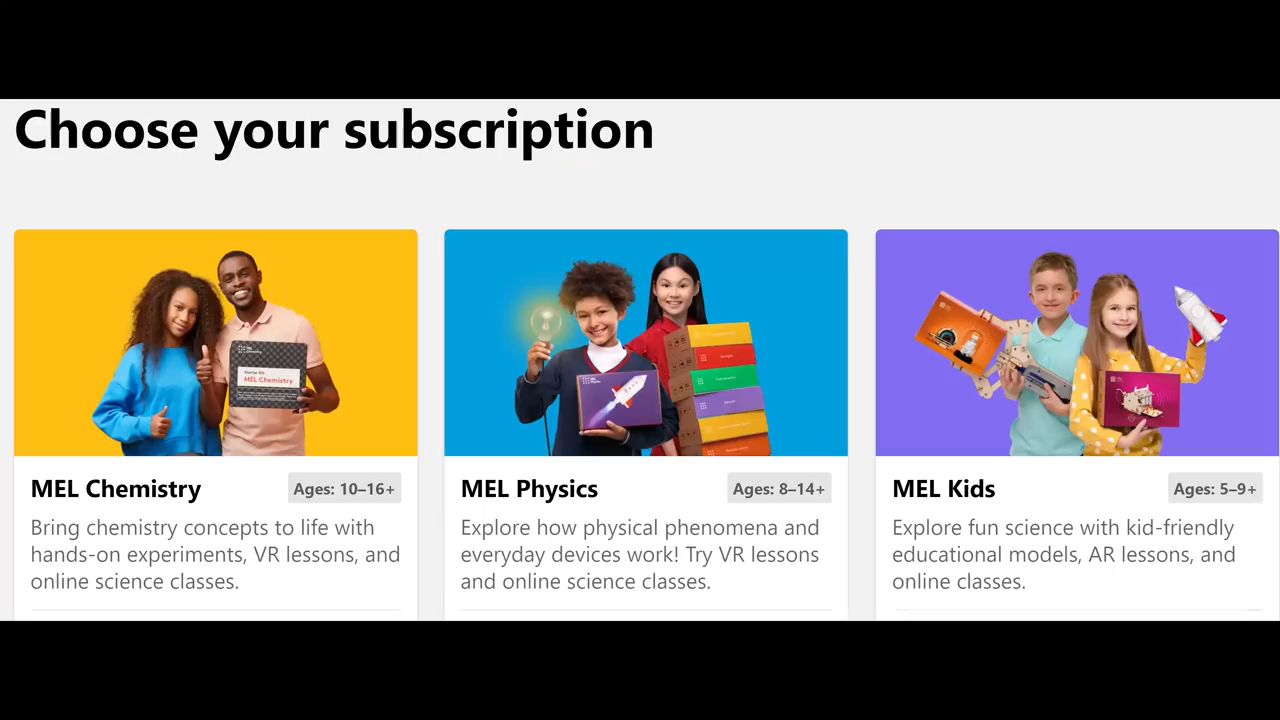 Choose your subscription
MEL Chemistry
MEL Chemistry
Ages: 10–16+
Bring chemistry concepts to life with
hands-on experiments, VR lessons, and
online science classes.
MEL Physics
Ages: 8–14+
Explore how physical phenomena and
everyday devices work! Try VR lessons
and online science classes.
MEL Kids
Ages: 5–9+
Explore fun science with kid-friendly
educational models, AR lessons, and
online classes.